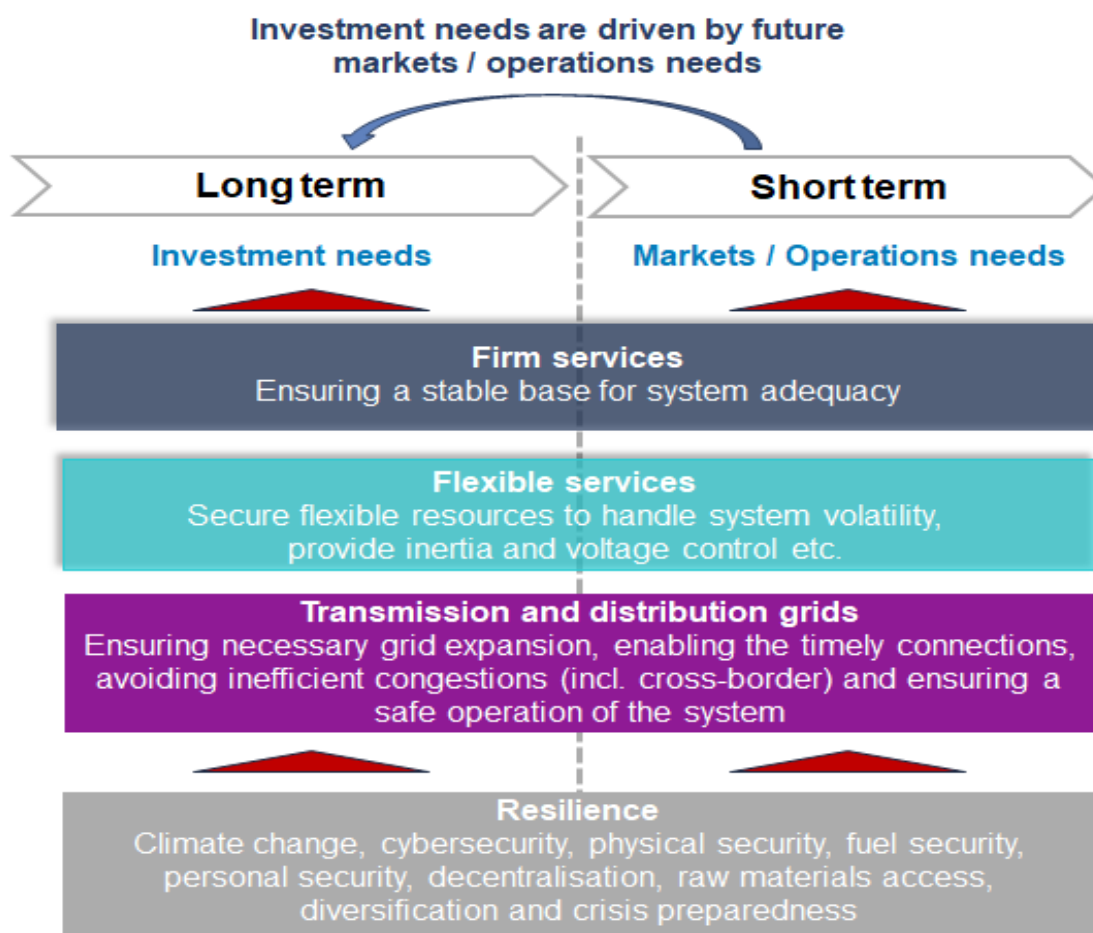 Investment needs are driven by future
markets / operations needs
Long term
Short term
Investment needs
Markets / Operations needs
Firm services
Ensuring a stable base for system adequacy
Flexible services
Secure flexible resources to handle system volatility,
provide inertia and voltage control etc.
Transmission and distribution grids
Ensuring necessary grid expansion, enabling the timely connections,
avoiding inefficient congestions (incl. cross-border) and ensuring a
safe operation of the system
Resilience
Climate change, cybersecurity, physical security, fuel security,
personal security, decentralisation, raw materials access,
diversification and crisis preparedness